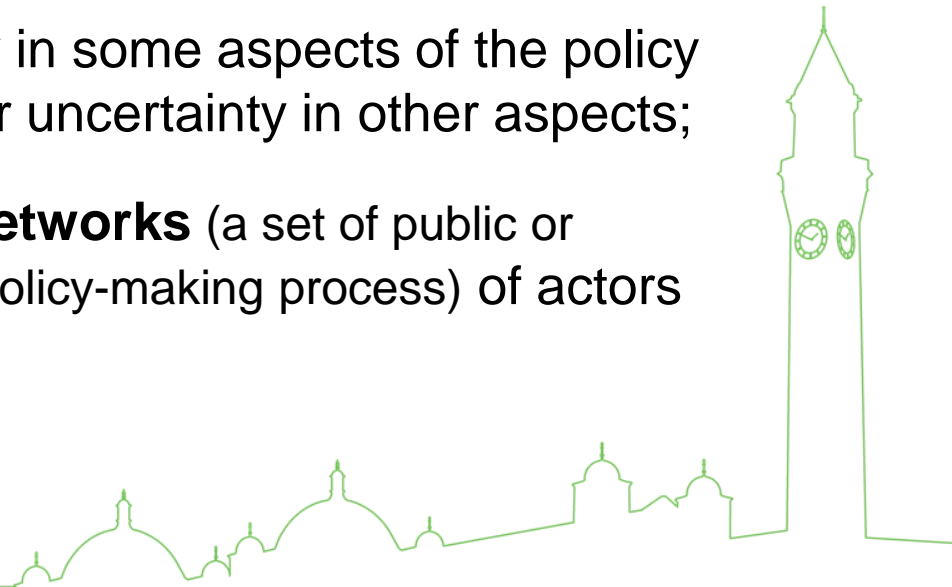 in some aspects of the policy
uncertainty in other aspects;
etworks (a set of public or
olicy-making process) of actors